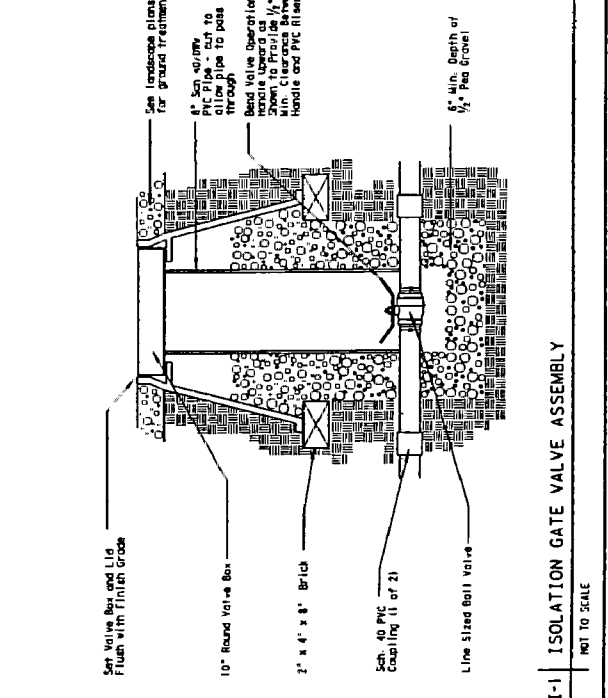 See landscape plans
for ground treatment
8" Sch 40/DWV
PVC Pipe - cut to
allow pipe to pass
through
Bend Valve Operation
Handle Upward as
Shown to Provide ½"
Min. Clearance Betw
Handle and PVC Riser
6" Min. Depth of
½" Pea Gravel
Set Valve Box and Lid
Flush with Finish Grade
10" Round Valve Box
2" x 4" x 8" Brick
Sch. 40 PVC
Coupling (1 of 2)
Line Sized Ball Valve
[-] ISOLATION GATE VALVE ASSEMBLY
NOT TO SCALE